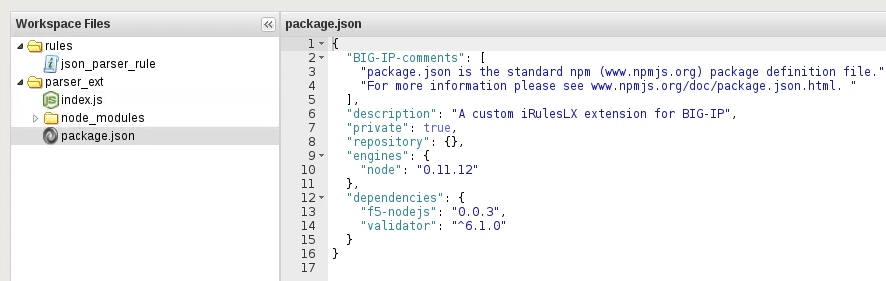 Workspace Files
rules
json_parser_rule
parser_ext
index.js
node_modules
package.json
package.json
1 {
2 "BIG-IP-comments": [
3 "package.json is the standard npm (www.npmjs.org) package definition file."
4 "For more information please see www.npmjs.org/doc/package.json.html. "
5 ],
6 "description": "A custom iRulesLX extension for BIG-IP",
7 "private": true,
8 "repository": {},
9 "engines": {
10 "node": "0.11.12"
11 },
12 "dependencies": {
13 "f5-nodejs": "0.0.3",
14 "validator": "^6.1.0"
15 }
16 }
17